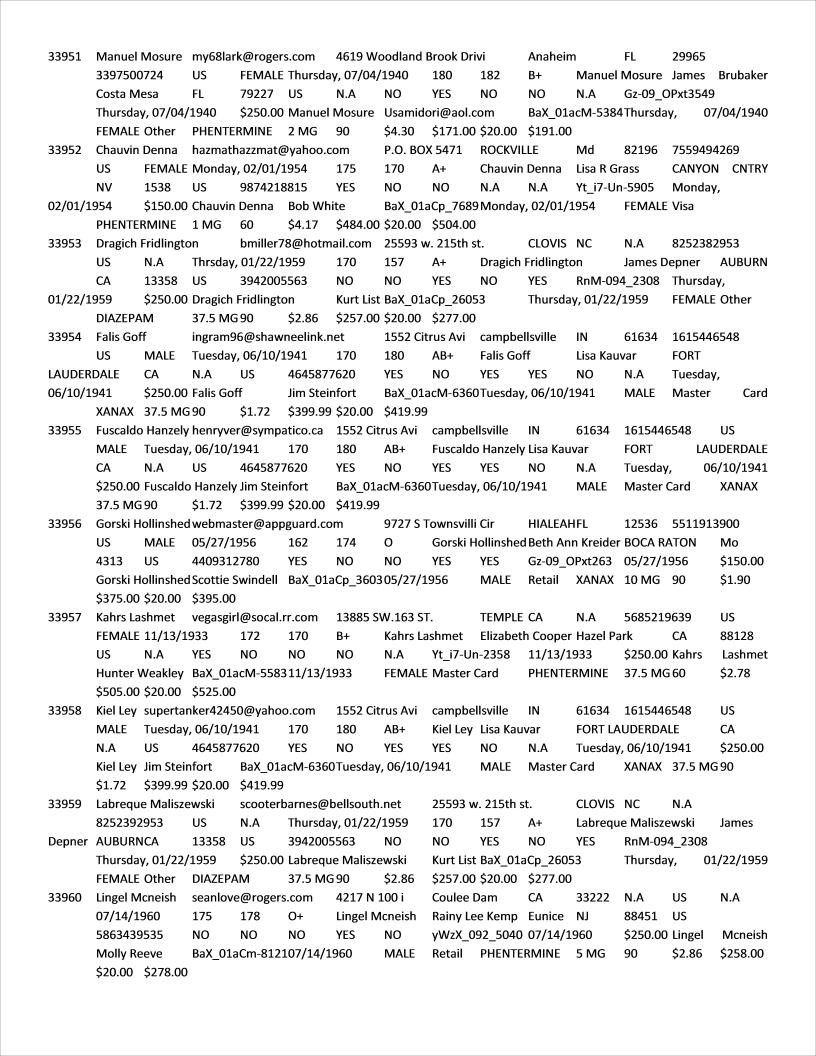 33951 Manuel Mosure my68lark@rogers.com 4619 Woodland Brook Drivi Anaheim FL 29965
3397500724 US FEMALE Thursday, 07/04/1940 180 182 B+ Manuel Mosure James Brubaker
Costa Mesa FL 79227 US N.A NO YES NO NO N.A Gz-09_OPxt3549
Thursday, 07/04/1940 $250.00 Manuel Mosure Usamidori@aol.com BaX_01acM-5384Thursday, 07/04/1940
FEMALE Other PHENTERMINE 2 MG 90 $4.30 $171.00 $20.00 $191.00
33952 Chauvin Denna hazmathazzmat@yahoo.com P.O. BOX 5471 ROCKVILLE Md 82196 7559494269
US FEMALE Monday, 02/01/1954 175 170 A+ Chauvin Denna Lisa R Grass CANYON CNTRY
NV 1538 US 9874218815 YES NO NO N.A N.A Yt_i7-Un-5905 Monday,
02/01/1954 $150.00 Chauvin Denna Bob White BaX_01aCp_7689Monday, 02/01/1954 FEMALE Visa
PHENTERMINE 1 MG 60 $4.17 $484.00 $20.00 $504.00
33953 Dragich Fridlington bmiller78@hotmail.com 25593 w. 215th st. CLOVIS NC N.A 8252382953
US N.A Thrsday, 01/22/1959 170 157 A+ Dragich Fridlington James Depner AUBURN
CA 13358 US 3942005563 NO NO YES NO YES RnM-094_2308 Thursday,
01/22/1959 $250.00 Dragich Fridlington Kurt List BaX_01aCp_26053 Thursday, 01/22/1959 FEMALE Other
DIAZEPAM 37.5 MG 90 $2.86 $257.00 $20.00 $277.00
33954 Falis Goff ingram96@shawneelink.net 1552 Citrus Avi campbellsville IN 61634 1615446548
US MALE Tuesday, 06/10/1941 170 180 AB+ Falis Goff Lisa Kauvar FORT
LAUDERDALE CA N.A US 4645877620 YES NO YES YES NO N.A Tuesday,
06/10/1941 $250.00 Falis Goff Jim Steinfort BaX_01acM-6360Tuesday, 06/10/1941 MALE Master Card
XANAX 37.5 MG 90 $1.72 $399.99 $20.00 $419.99
33955 Fuscaldo Hanzely henryver@sympatico.ca 1552 Citrus Avi campbellsville IN 61634 1615446548 US
MALE Tuesday, 06/10/1941 170 180 AB+ Fuscaldo Hanzely Lisa Kauvar FORT LAUDERDALE
CA N.A US 4645877620 YES NO YES YES NO N.A Tuesday, 06/10/1941
$250.00 Fuscaldo Hanzely Jim Steinfort BaX_01acM-6360Tuesday, 06/10/1941 MALE Master Card XANAX
37.5 MG 90 $1.72 $399.99 $20.00 $419.99
33956 Gorski Hollinshed webmaster@appguard.com 9727 S Townsvilli Cir HIALEAH FL 12536 5511913900
US MALE 05/27/1956 162 174 O Gorski Hollinshed Beth Ann Kreider BOCA RATON Mo
4313 US 4409312780 YES NO NO YES YES Gz-09_OPxt263 05/27/1956 $150.00
Gorski Hollinshed Scottie Swindell BaX_01aCp_3603 05/27/1956 MALE Retail XANAX 10 MG 90 $1.90
$375.00 $20.00 $395.00
33957 Kahrs Lashmet vegasgirl@socal.rr.com 13885 SW.163 ST. TEMPLE CA N.A 5685219639 US
FEMALE 11/13/1933 172 170 B+ Kahrs Lashmet Elizabeth Cooper Hazel Park CA 88128
US N.A YES NO NO NO N.A Yt_i7-Un-2358 11/13/1933 $250.00 Kahrs Lashmet
Hunter Weakley BaX_01acM-558311/13/1933 FEMALE Master Card PHENTERMINE 37.5 MG 60 $2.78
$505.00 $20.00 $525.00
33958 Kiel Ley supertanker42450@yahoo.com 1552 Citrus Avi campbellsville IN 61634 1615446548 US
MALE Tuesday, 06/10/1941 170 180 AB+ Kiel Ley Lisa Kauvar FORT LAUDERDALE CA
N.A US 4645877620 YES NO YES YES NO N.A Tuesday, 06/10/1941 $250.00
Kiel Ley Jim Steinfort BaX_01acM-6360Tuesday, 06/10/1941 MALE Master Card XANAX 37.5 MG 90
$1.72 $399.99 $20.00 $419.99
33959 Labreque Maliszewski scooterbarnes@bellsouth.net 25593 w. 215th st. CLOVIS NC N.A
8252392953 US N.A Thursday, 01/22/1959 170 157 A+ Labreque Maliszewski James
Depner AUBURN CA 13358 US 3942005563 NO NO YES NO YES RnM-094_2308
Thursday, 01/22/1959 $250.00 Labreque Maliszewski Kurt List BaX_01aCp_26053 Thursday, 01/22/1959
FEMALE Other DIAZEPAM 37.5 MG 90 $2.86 $257.00 $20.00 $277.00
33960 Lingel Mcneish seanlove@rogers.com 4217 N 100 i Coulee Dam CA 33222 N.A US N.A
07/14/1960 175 178 O+ Lingel Mcneish Rainy Lee Kemp Eunice NJ 88451 US
5863439535 NO NO NO YES NO yWzX_092_5040 07/14/1960 $250.00 Lingel Mcneish
Molly Reeve BaX_01aCm-812107/14/1960 MALE Retail PHENTERMINE 5 MG 90 $2.86 $258.00
$20.00 $278.00